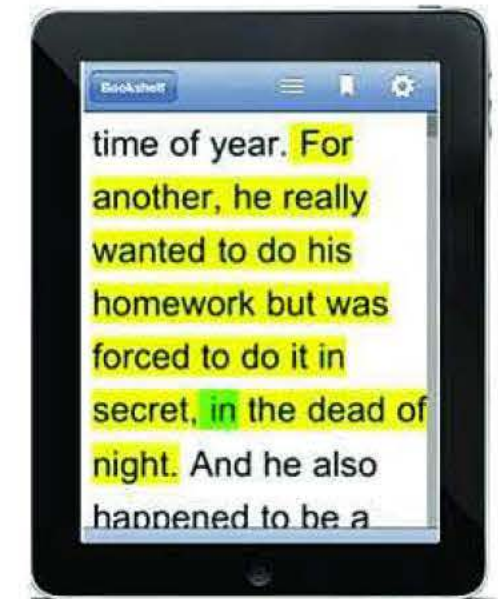 Bookshelf
time of year. For
another, he really
wanted to do his
homework but was
forced to do it in
secret, in the dead of
night. And he also
happened to be a